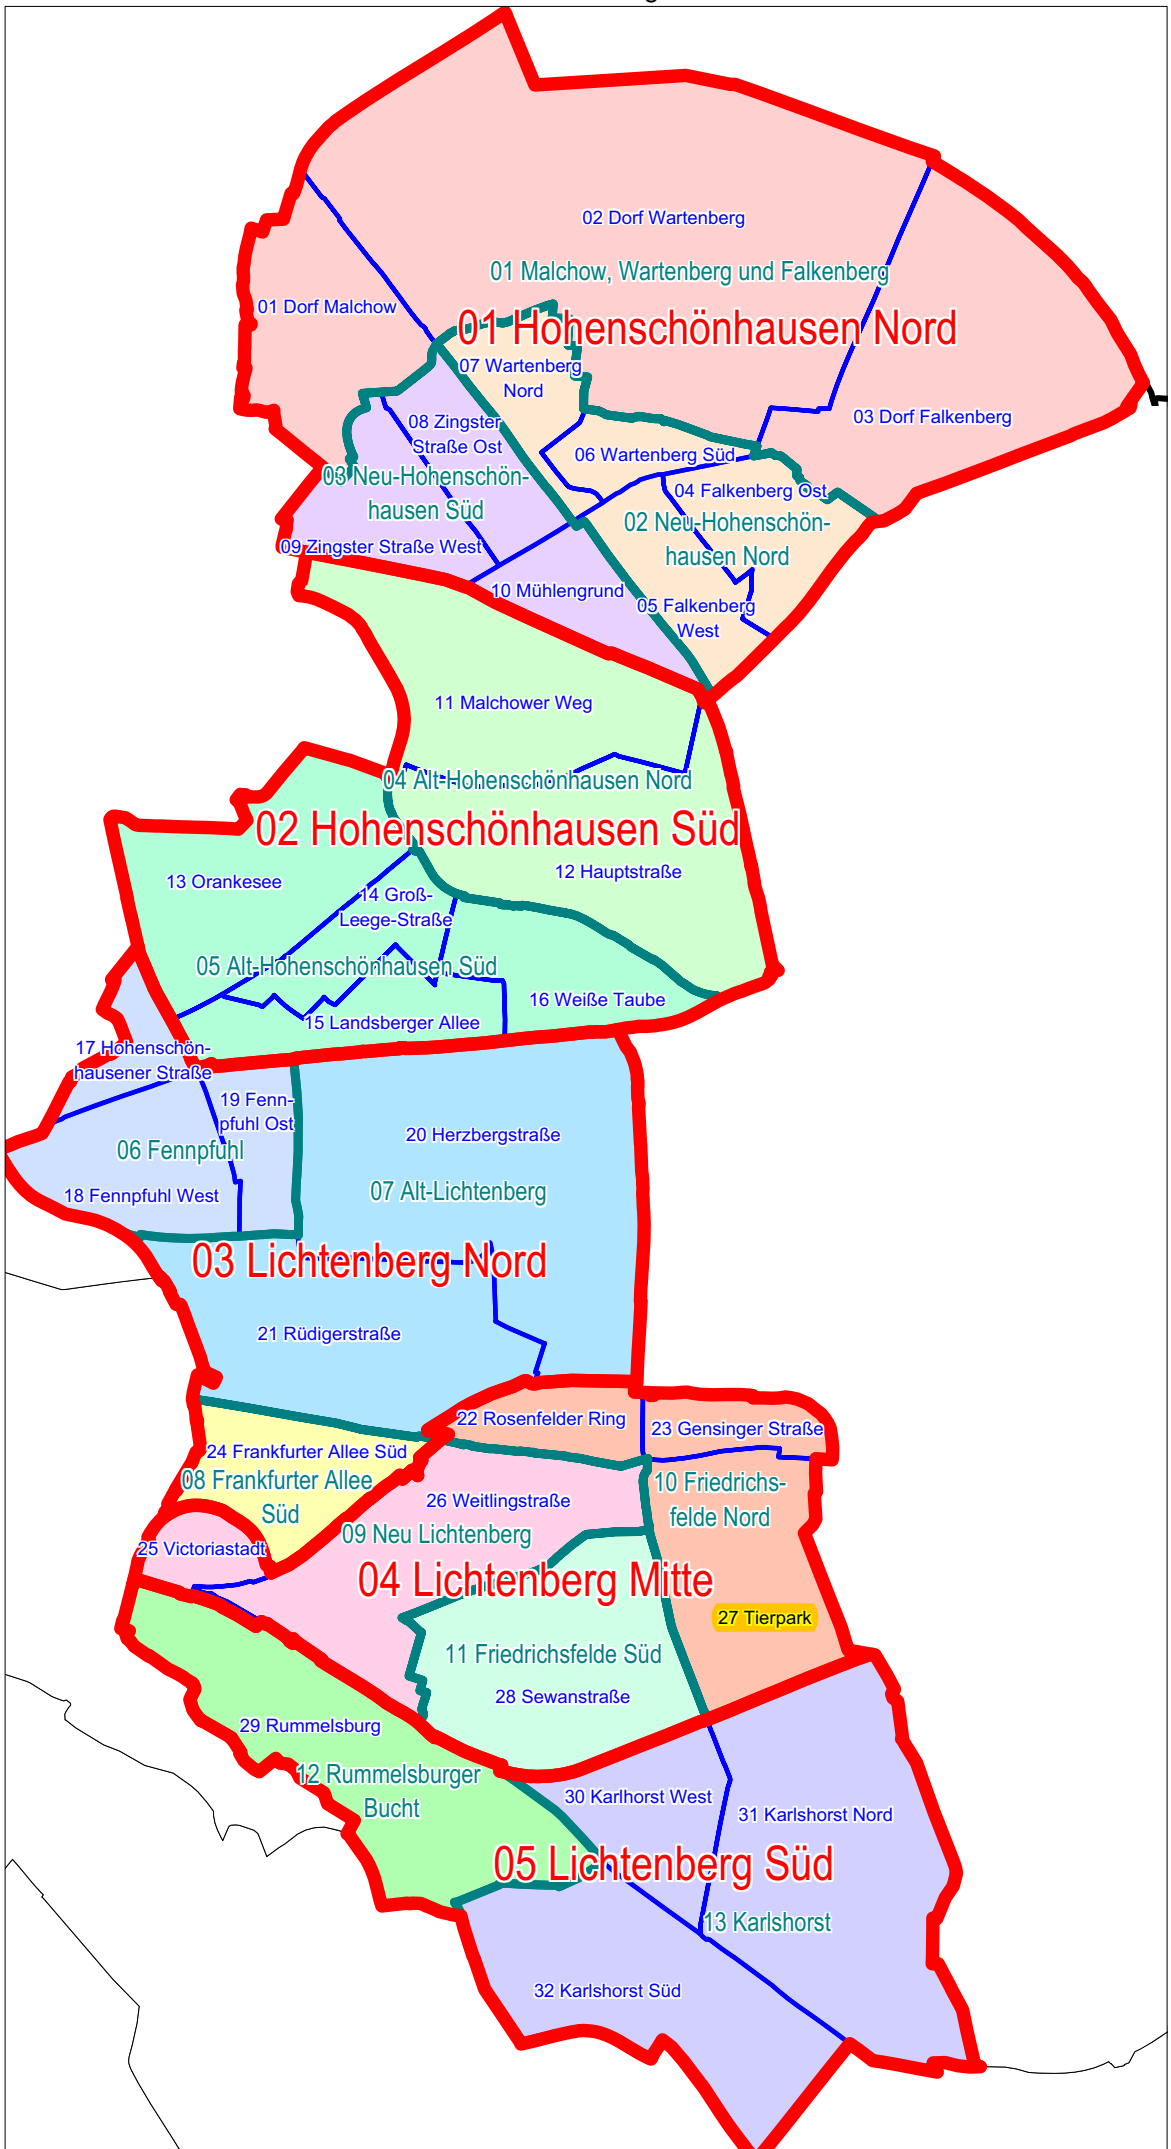 02 Dorf Wartenberg
01 Malchow, Wartenberg und Falkenberg
01 Dorf Malchow
01 Hohenschönhausen Nord
07 Wartenberg
Nord
03 Dorf Falkenberg
08 Zingster
Straße Ost
06 Wartenberg Süd
03 Neu-Hohenschön-
hausen Süd
04 Falkenberg Ost
02 Neu-Hohenschön-
hausen Nord
09 Zingster Straße West
10 Mühlengrund
05 Falkenberg
West
11 Malchower Weg
04 Alt-Hohenschönhausen Nord
02 Hohenschönhausen Süd
12 Hauptstraße
13 Orankesee
14 Groß-
Leege-Straße
05 Alt-Hohenschönhausen Süd
16 Weiße Taube
15 Landsberger Allee
17 Hohenschön-
hausener Straße
19 Fenn-
pfuhl Ost
20 Herzbergstraße
06 Fennpfuhl
18 Fennpfuhl West
07 Alt-Lichtenberg
03 Lichtenberg Nord
21 Rüdigerstraße
22 Rosenfelder Ring
23 Gensinger Straße
24 Frankfurter Allee Süd
08 Frankfurter Allee
Süd
10 Friedrichs-
felde Nord
26 Weitlingstraße
09 Neu Lichtenberg
25 Victoriastadt
04 Lichtenberg Mitte
27 Tierpark
11 Friedrichsfelde Süd
28 Sewanstraße
29 Rummelsburg
12 Rummelsburger
Bucht
30 Karlhorst West
31 Karlshorst Nord
05 Lichtenberg Süd
13 Karlshorst
32 Karlshorst Süd